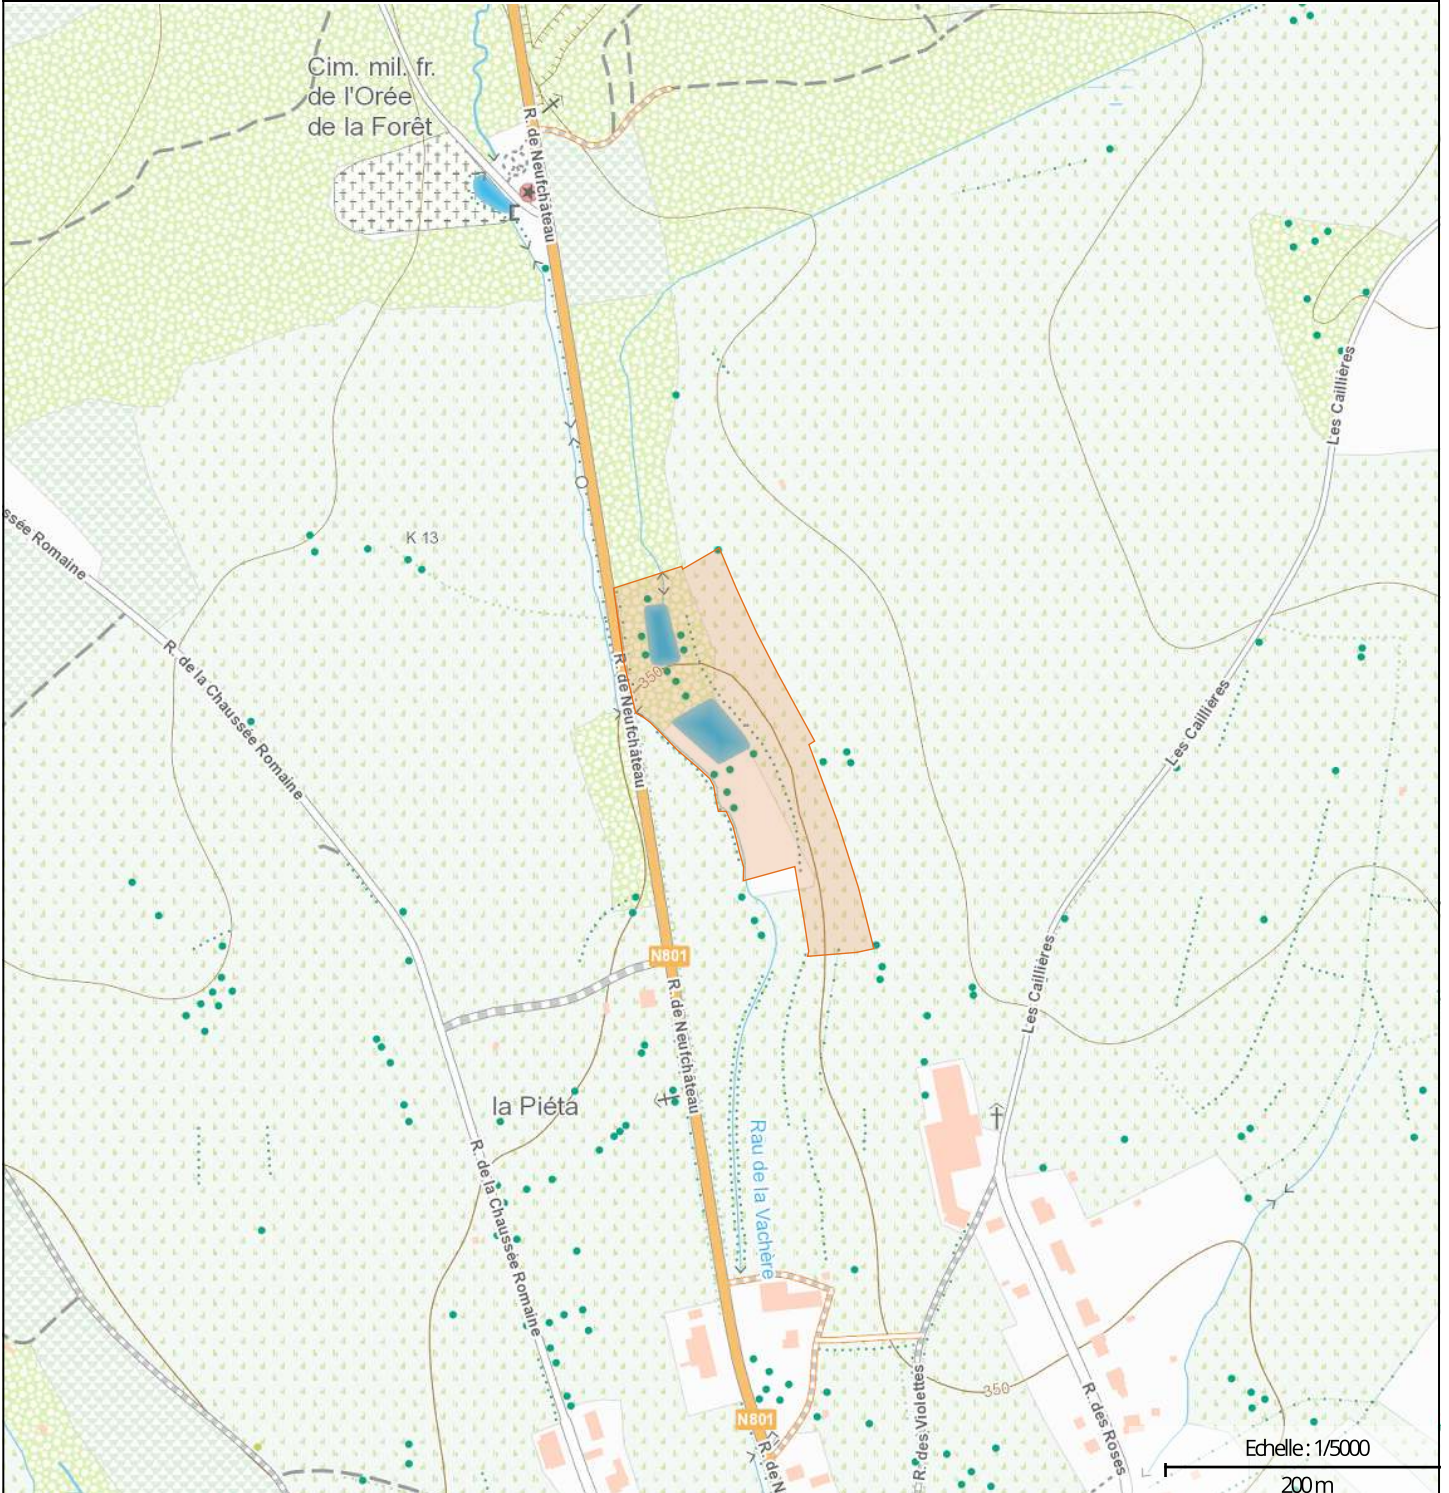 Cim. mil. fr.
de l'Orée
de la Forêt
R. de Neufchâteau
Les Caillières
ssée Romaine
K 13
R. de la Chaussée Romaine
R. de Neufchâteau
350
Les Caillières
N801
R. de Neufchâteau
Les Caillières
la Piéta
Rau de la Vachère
R. de la Chaussée Romaine
350
R. des Violettes
R. des Roses
N801
R. de N
Echelle : 1/5000
200 m